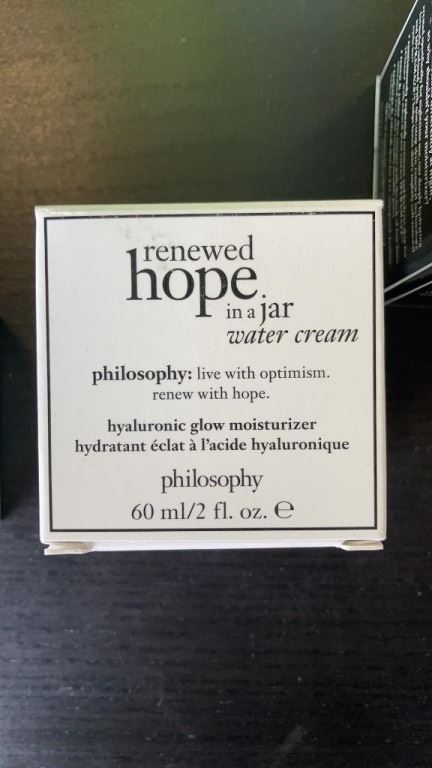 renewed
hope
in a jar
water cream
philosophy: live with optimism.
renew with hope.
hyaluronic glow moisturizer
hydratant éclat à l'acide hyaluronique
philosophy
60 ml/2 fl. oz. ℮